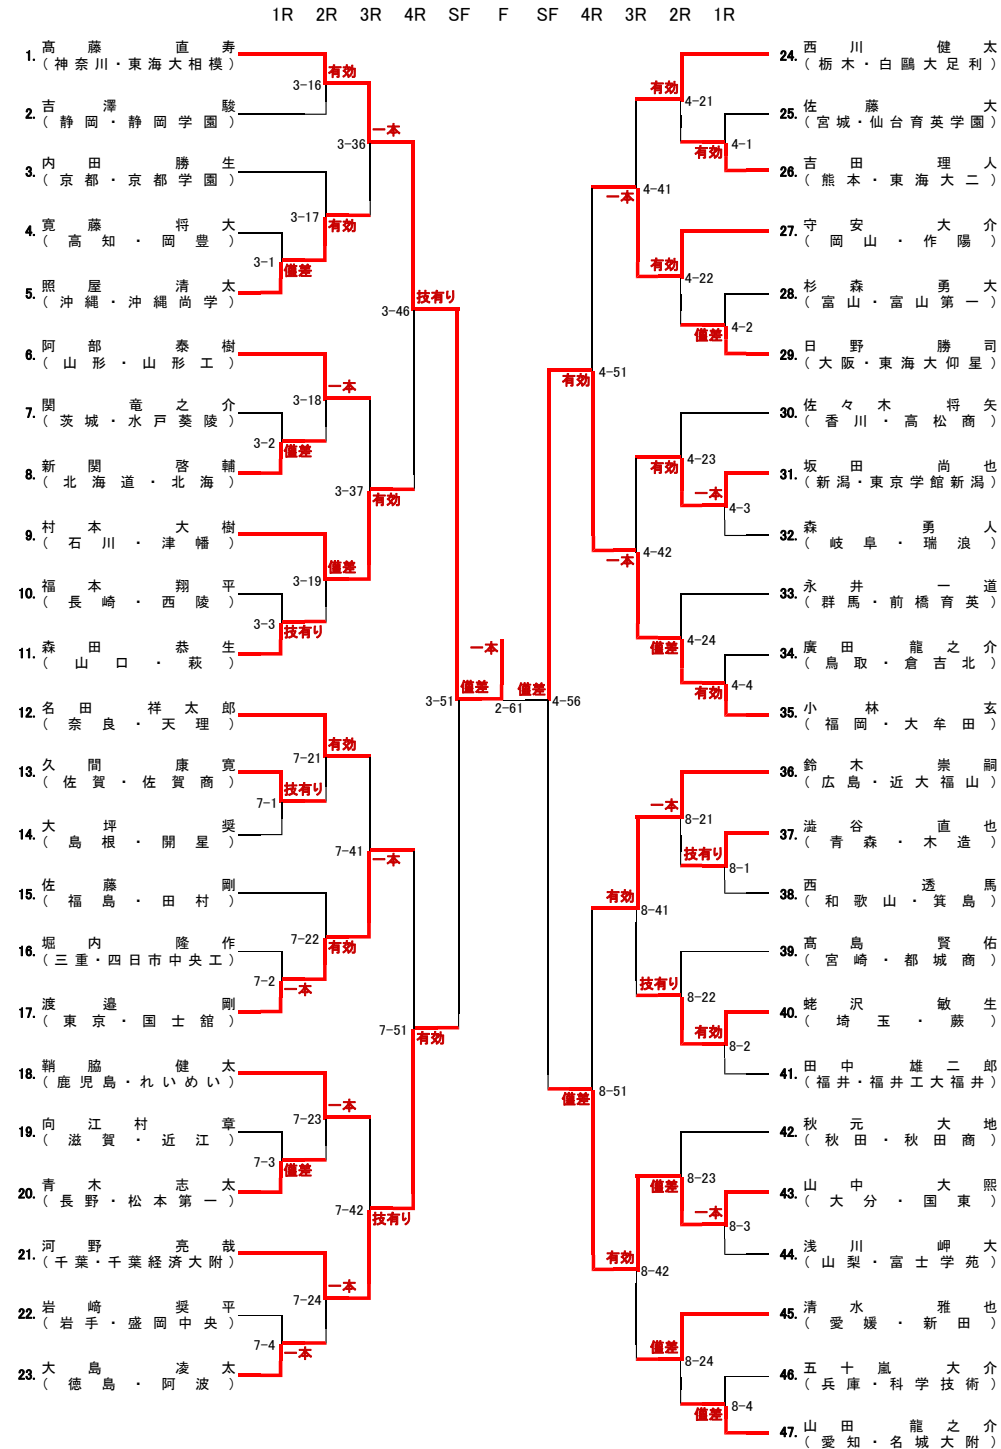 1R 2R 3R 4R SF F SF 4R 3R 2R 1R
1. 髙藤直寿
(神奈川・東海大相模)
2. 吉澤駿
(静岡・静岡学園)
3. 内田勝生
(京都・京都学園)
4. 寛藤将大
(高知・岡豊)
5. 照屋清太
(沖縄・沖縄尚学)
6. 阿部泰樹
(山形・山形工)
7. 関竜之介
(茨城・水戸葵陵)
8. 新関啓輔
(北海道・北海)
9. 村本大樹
(石川・津幡)
10. 福本翔平
(長崎・西陵)
11. 森田恭生
(山口・萩)
12. 名田祥太郎
(奈良・天理)
13. 久間康寛
(佐賀・佐賀商)
14. 大坪奨
(島根・開星)
15. 佐藤剛
(福島・田村)
16. 堀内隆作
(三重・四日市中央工)
17. 渡邉剛
(東京・国士舘)
18. 鞘脇健太
(鹿児島・れいめい)
19. 向江村章
(滋賀・近江)
20. 青木志太
(長野・松本第一)
21. 河野亮哉
(千葉・千葉経済大附)
22. 岩﨑奨平
(岩手・盛岡中央)
23. 大島凌太
(徳島・阿波)
3-16 有効
3-36 一本
3-17 有効
3-1 僅差
3-46 技有り
3-18 一本
3-2 僅差
3-37 有効
3-19 僅差
3-3 技有り
3-51 僅差
7-21 有効
7-1 技有り
7-41 一本
7-22 有効
7-2 一本
7-51 有効
7-23 一本
7-3 僅差
7-42 技有り
7-24 一本
7-4 一本
一本
2-61
24. 西川健太
(栃木・白鷗大足利)
25. 佐藤大
(宮城・仙台育英学園)
26. 吉田理人
(熊本・東海大二)
27. 守安大介
(岡山・作陽)
28. 杉森勇大
(富山・富山第一)
29. 日野勝司
(大阪・東海大仰星)
30. 佐々木将矢
(香川・高松商)
31. 坂田尚也
(新潟・東京学館新潟)
32. 森勇人
(岐阜・瑞浪)
33. 永井一道
(群馬・前橋育英)
34. 廣田龍之介
(鳥取・倉吉北)
35. 小林玄
(福岡・大牟田)
36. 鈴木崇嗣
(広島・近大福山)
37. 澁谷直也
(青森・木造)
38. 西透馬
(和歌山・箕島)
39. 髙島賢佑
(宮崎・都城商)
40. 蛯沢敏生
(埼玉・蕨)
41. 田中雄二郎
(福井・福井工大福井)
42. 秋元大地
(秋田・秋田商)
43. 山中大熙
(大分・国東)
44. 浅川岬大
(山梨・富士学苑)
45. 清水雅也
(愛媛・新田)
46. 五十嵐大介
(兵庫・科学技術)
47. 山田龍之介
(愛知・名城大附)
有効 4-21
有効 4-1
一本 4-41
有効 4-22
僅差 4-2
有効 4-51
有効 4-23
一本 4-3
一本 4-42
僅差 4-24
有効 4-4
僅差 4-56
一本 8-21
技有り 8-1
有効 8-41
技有り 8-22
有効 8-2
僅差 8-51
僅差 8-23
一本 8-3
有効 8-42
僅差 8-24
僅差 8-4